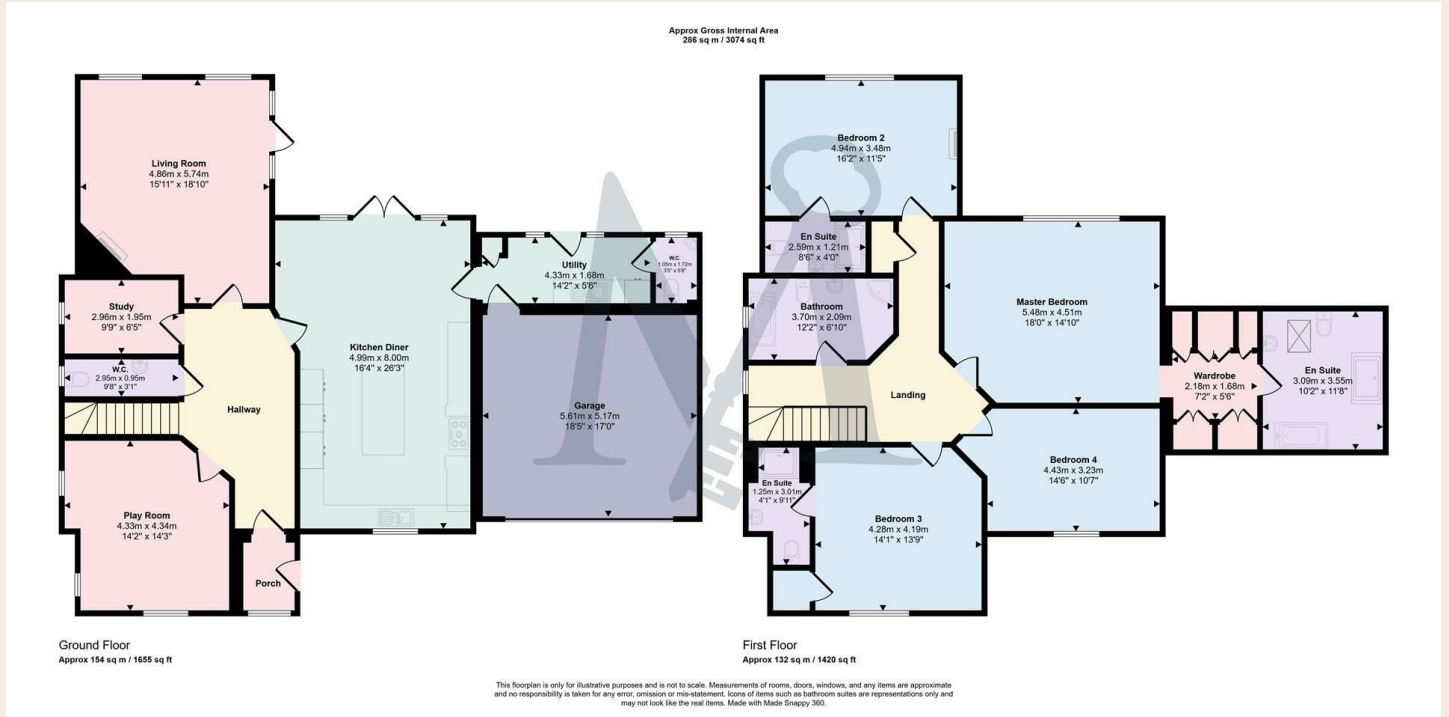 Approx Gross Internal Area
286 sq m / 3074 sq ft
Living Room
4.86m x 5.74m
15'11" x 18'10"
Study
2.96m x 1.95m
9'9" x 6'5"
W.C.
2.95m x 0.95m
9'8" x 3'1"
Hallway
Play Room
4.33m x 4.34m
14'2" x 14'3"
Porch
Kitchen Diner
4.99m x 8.00m
16'4" x 26'3"
Utility
4.33m x 1.68m
14'2" x 5'6"
W.C.
1.05m x 1.72m
3'5" x 5'8"
Garage
5.61m x 5.17m
18'5" x 17'0"
Ground Floor
Approx 154 sq m / 1655 sq ft
Bedroom 2
4.94m x 3.48m
16'2" x 11'5"
En Suite
2.59m x 1.21m
8'6" x 4'0"
Bathroom
3.70m x 2.09m
12'2" x 6'10"
Master Bedroom
5.48m x 4.51m
18'0" x 14'10"
Wardrobe
2.18m x 1.68m
7'2" x 5'6"
En Suite
3.09m x 3.55m
10'2" x 11'8"
Landing
Bedroom 4
4.43m x 3.23m
14'6" x 10'7"
En Suite
1.25m x 3.01m
4'1" x 9'11"
Bedroom 3
4.28m x 4.19m
14'1" x 13'9"
First Floor
Approx 132 sq m / 1420 sq ft
This floorplan is only for illustrative purposes and is not to scale. Measurements of rooms, doors, windows, and any items are approximate
and no responsibility is taken for any error, omission or mis-statement. Icons of items such as bathroom suites are representations only and
may not look like the real items. Made with Made Snappy 360.